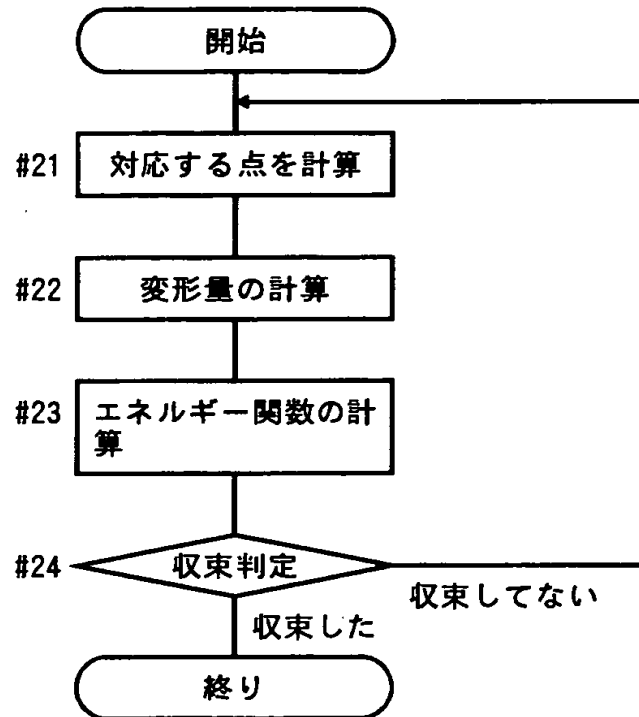 開始
#21 対応する点を計算
#22 変形量の計算
#23 エネルギー関数の計
算
#24 収束判定
収束してない
収束した
終り